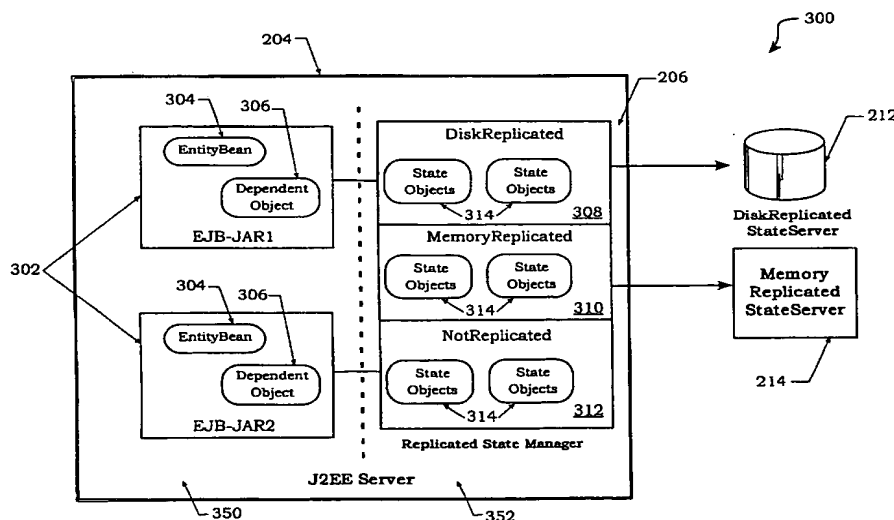 300
204
206
304
306
DiskReplicated
212
EntityBean
State
Objects
State
Objects
Dependent
Object
314
308
DiskReplicated
StateServer
EJB-JAR1
MemoryReplicated
302
State
Objects
State
Objects
Memory
Replicated
StateServer
304
306
314
310
EntityBean
NotReplicated
Dependent
Object
State
Objects
State
Objects
214
314
312
EJB-JAR2
Replicated State Manager
J2EE Server
350
352